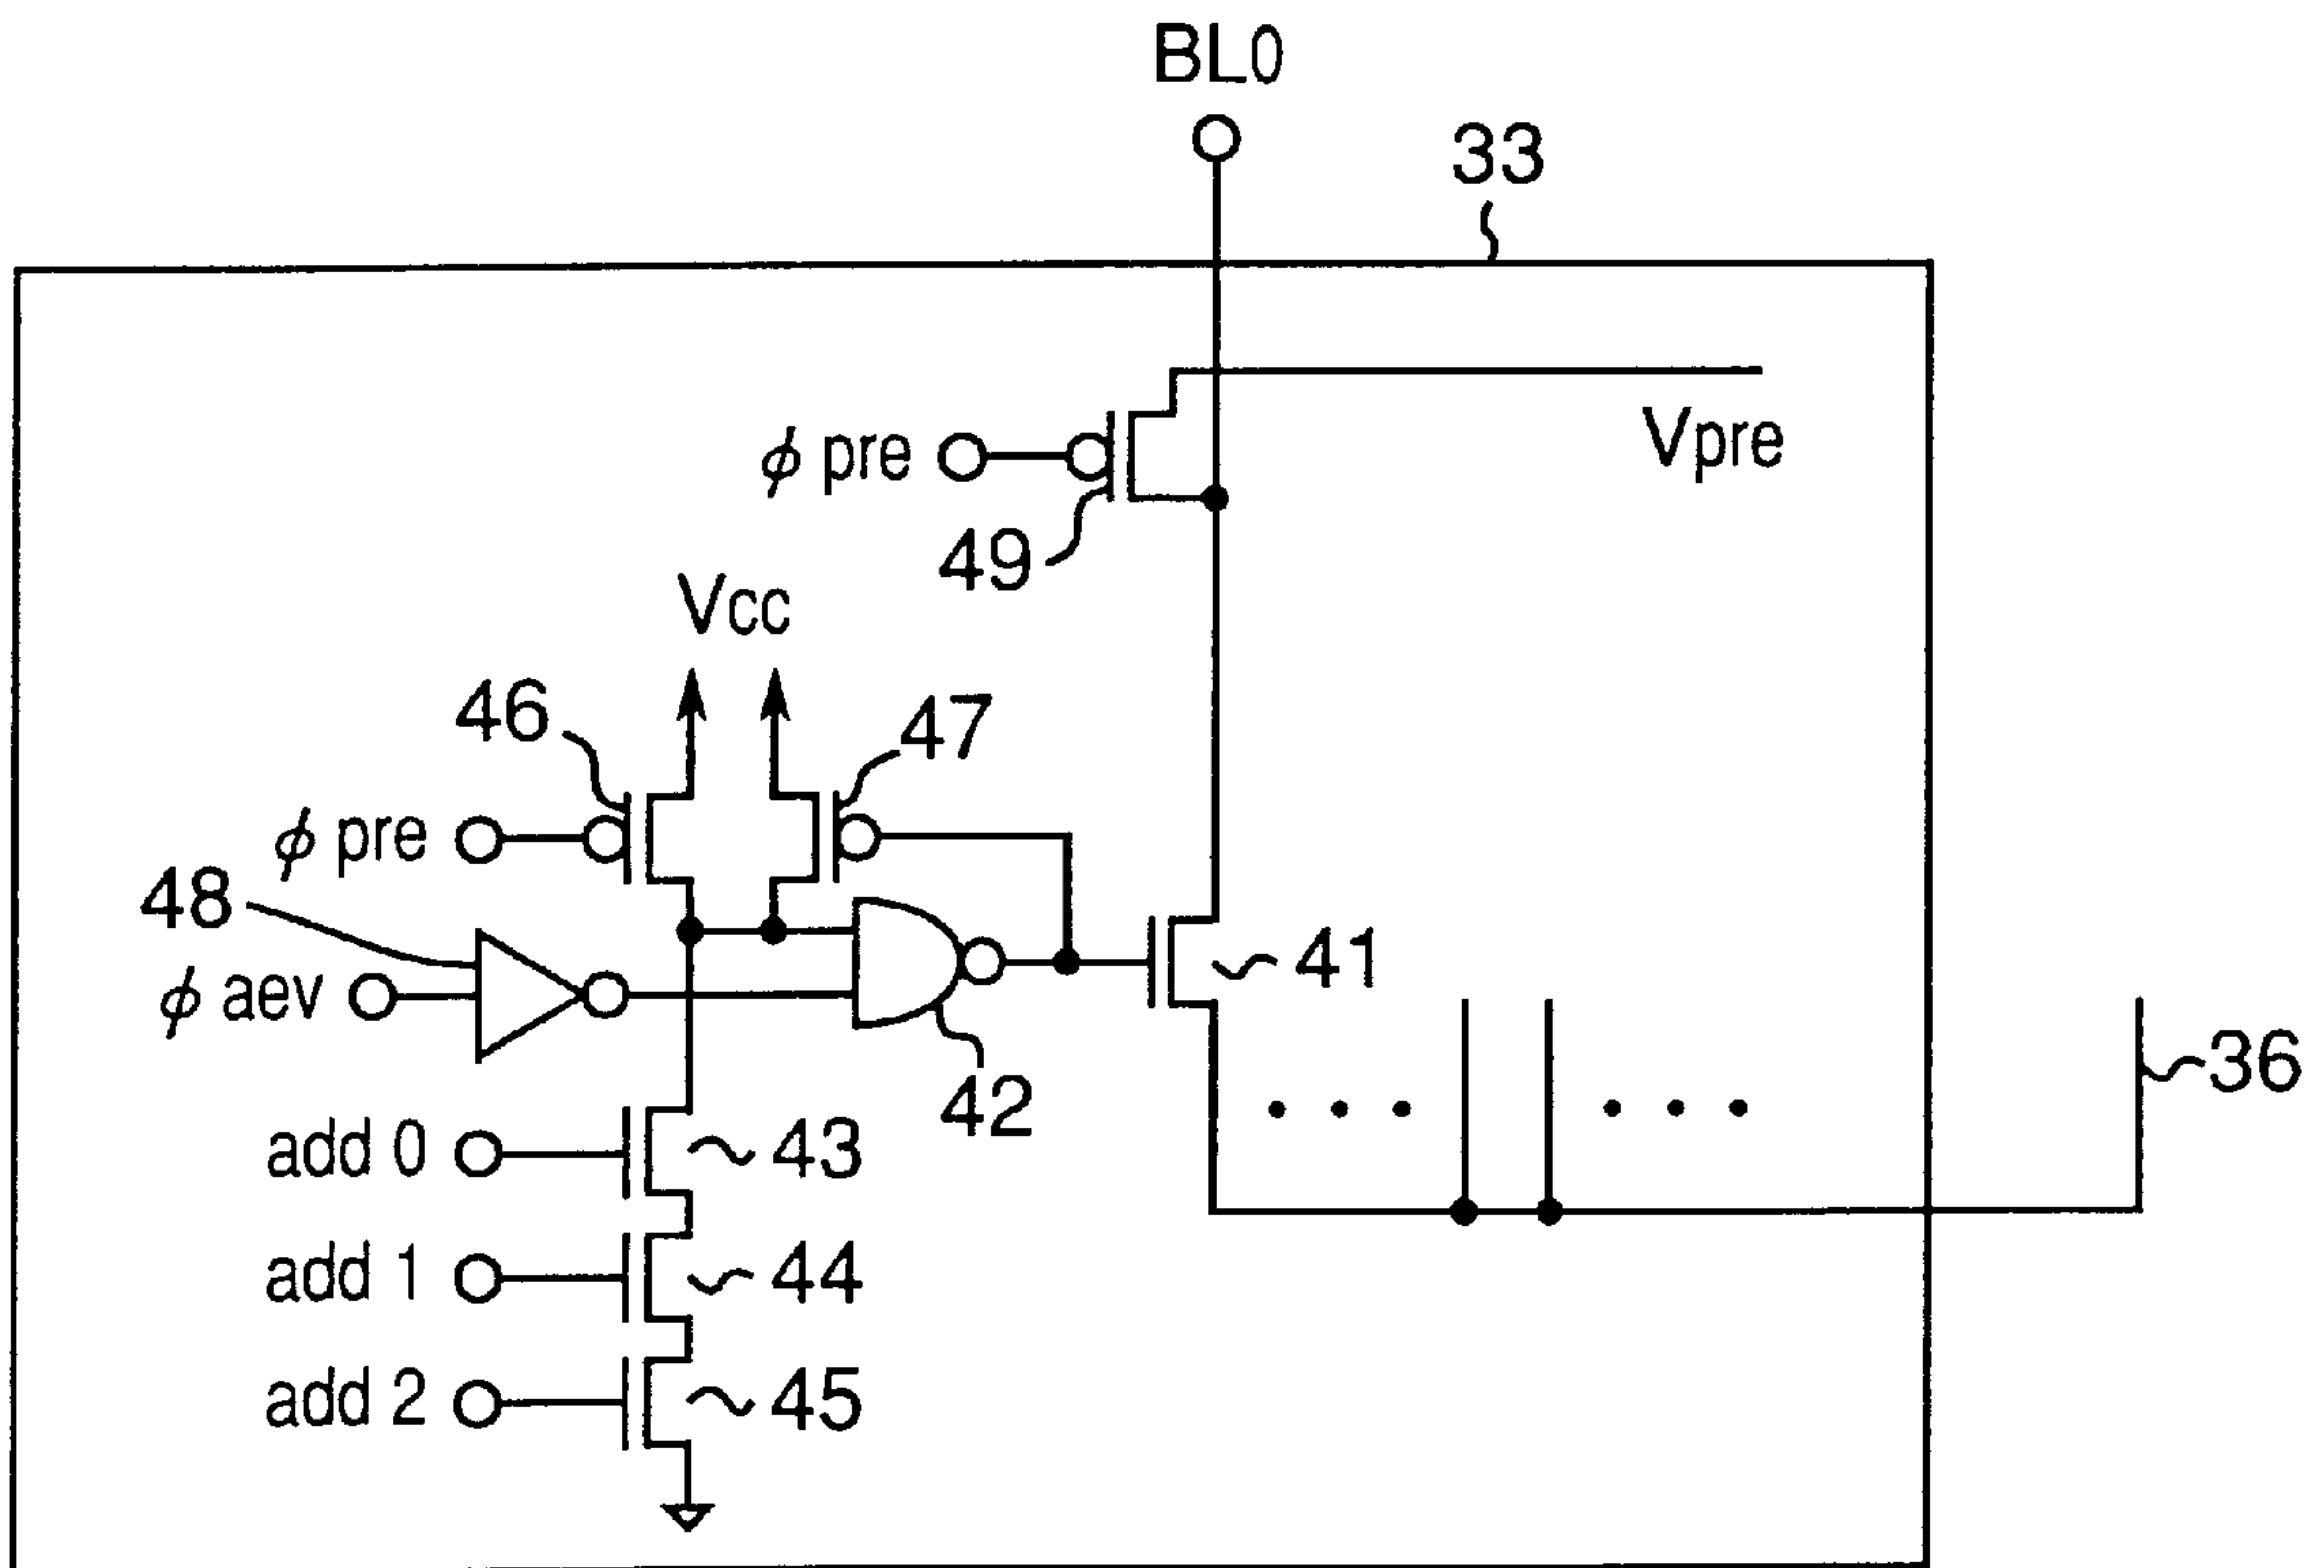 BL0
33
ϕ pre
Vpre
49
Vcc
46
47
ϕ pre
48
ϕ aev
41
42
36
add 0
43
add 1
44
add 2
45